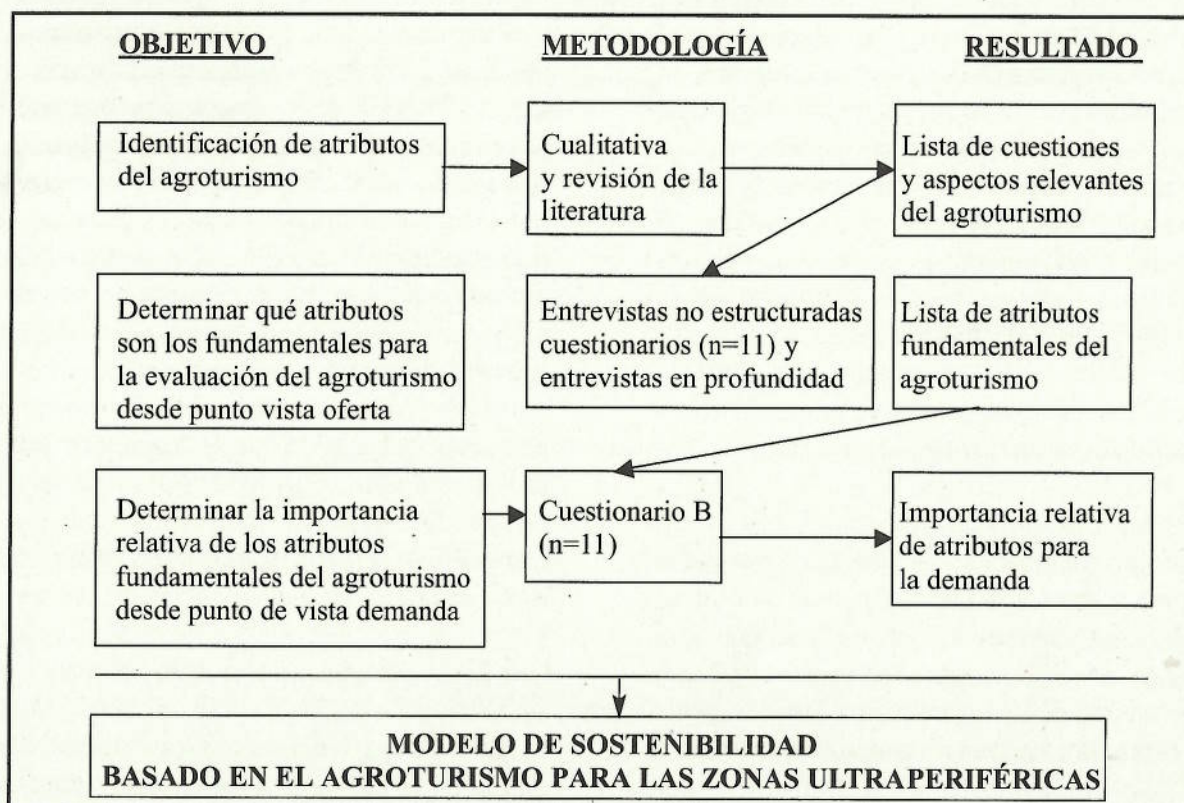 OBJETIVO
METODOLOGÍA
RESULTADO
Identificación de atributos
del agroturismo
Cualitativa
y revisión de la
literatura
Lista de cuestiones
y aspectos relevantes
del agroturismo
Determinar qué atributos
son los fundamentales para
la evaluación del agroturismo
desde punto vista oferta
Entrevistas no estructuradas
cuestionarios (n=11) y
entrevistas en profundidad
Lista de atributos
fundamentales del
agroturismo
Determinar la importancia
relativa de los atributos
fundamentales del agroturismo
desde punto de vista demanda
Cuestionario B
(n=11)
Importancia relativa
de atributos para
la demanda
MODELO DE SOSTENIBILIDAD
BASADO EN EL AGROTURISMO PARA LAS ZONAS ULTRAPERIFÉRICAS